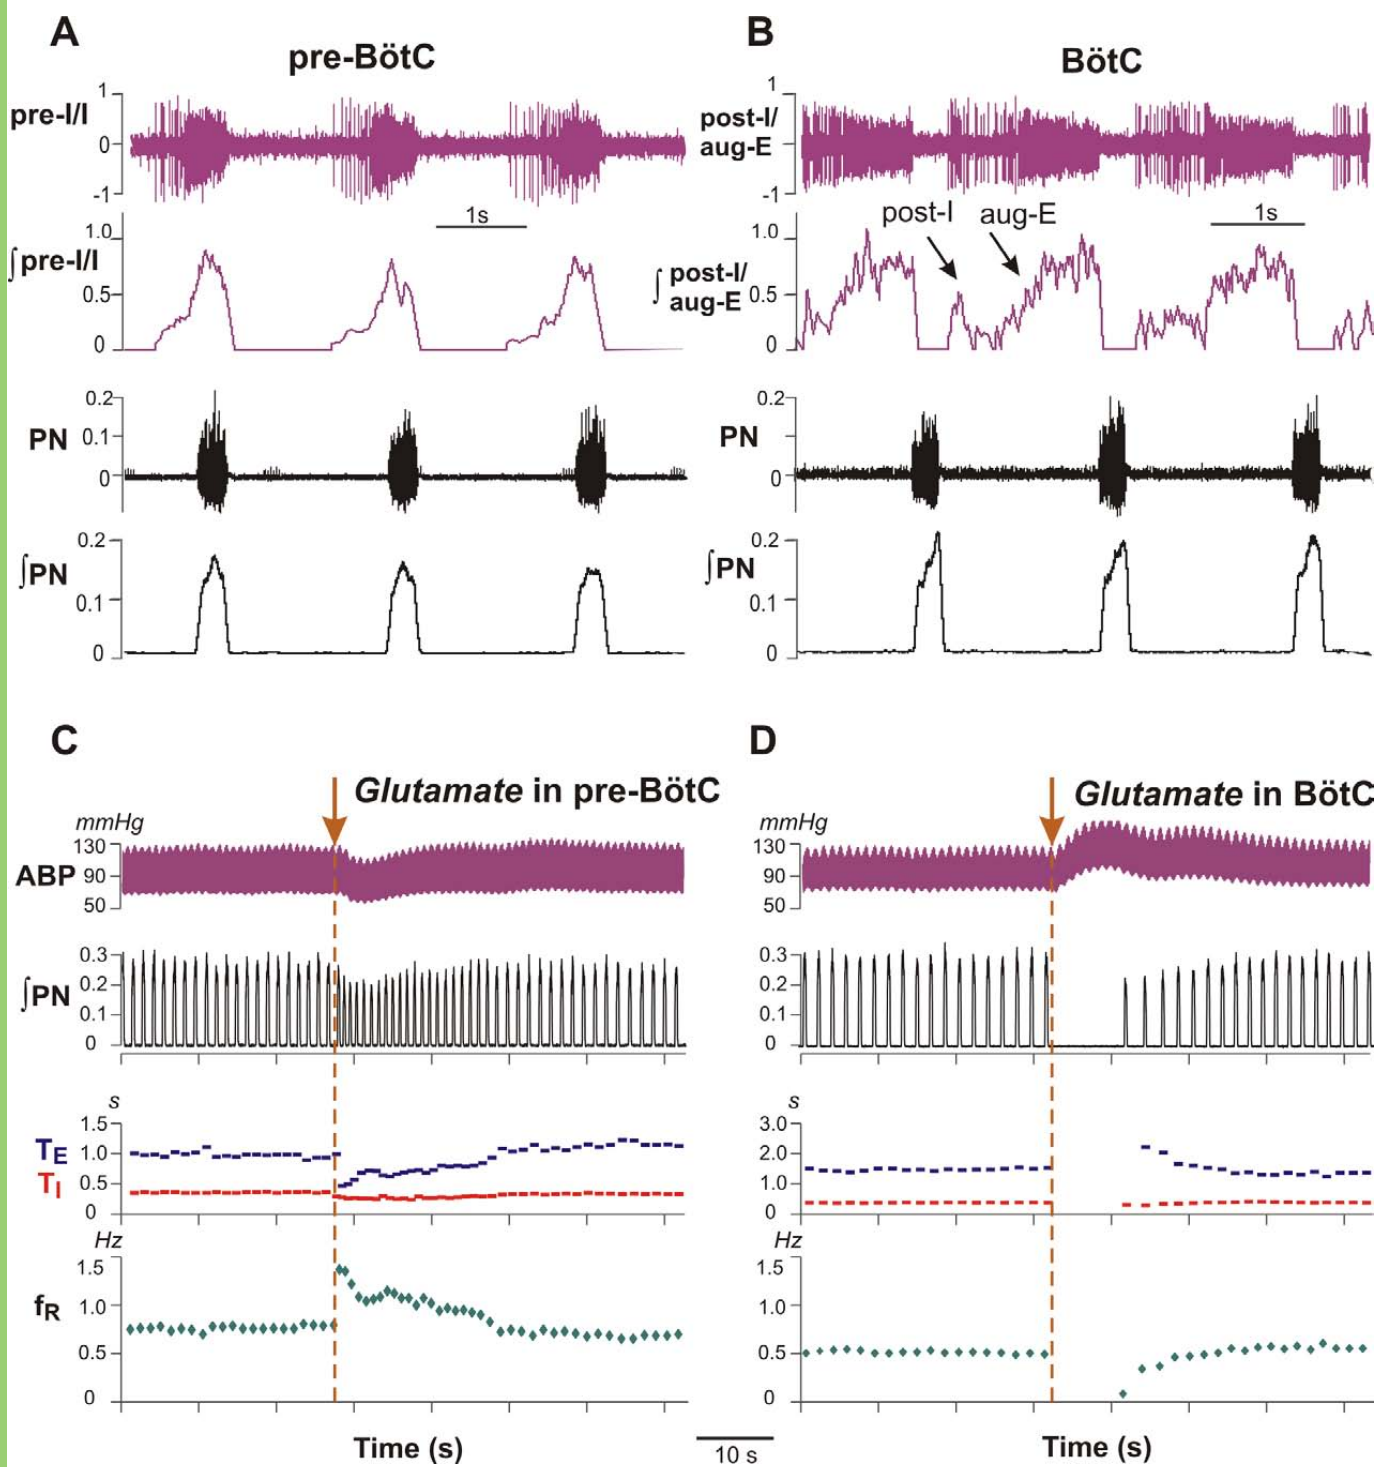 A
pre-BötC
pre-I/I
1
0
-1
1s
∫pre-I/I
1.0
0.5
0
PN
0.2
0.1
0
∫PN
0.2
0.1
0
B
BötC
post-I/
aug-E
1
0
-1
post-I
aug-E
1s
∫ post-I/
aug-E
1.0
0.5
0
PN
0.2
0
∫PN
0.2
0.1
0
C
Glutamate in pre-BötC
mmHg
ABP
130
90
50
∫PN
0.3
0.2
0.1
0
s
TE
TI
1.5
1.0
0.5
0
Hz
fR
1.5
1.0
0.5
0
Time (s)
10 s
D
Glutamate in BötC
mmHg
130
90
50
0.3
0.2
0.1
0
s
3.0
2.0
1.0
0
Hz
1.5
1.0
0.5
0
Time (s)